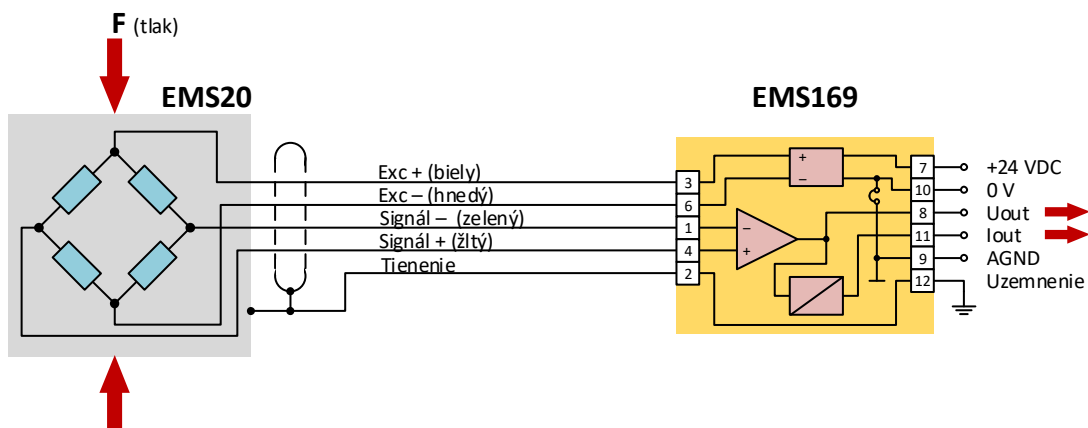 F (tlak)
EMS20
EMS169
Exc + (biely)
Exc – (hnedý)
Signál – (zelený)
Signál + (žltý)
Tienenie
3
6
1
4
2
+
–
–
+
7
10
8
11
9
12
+24 VDC
0 V
Uout
Iout
AGND
Uzemnenie